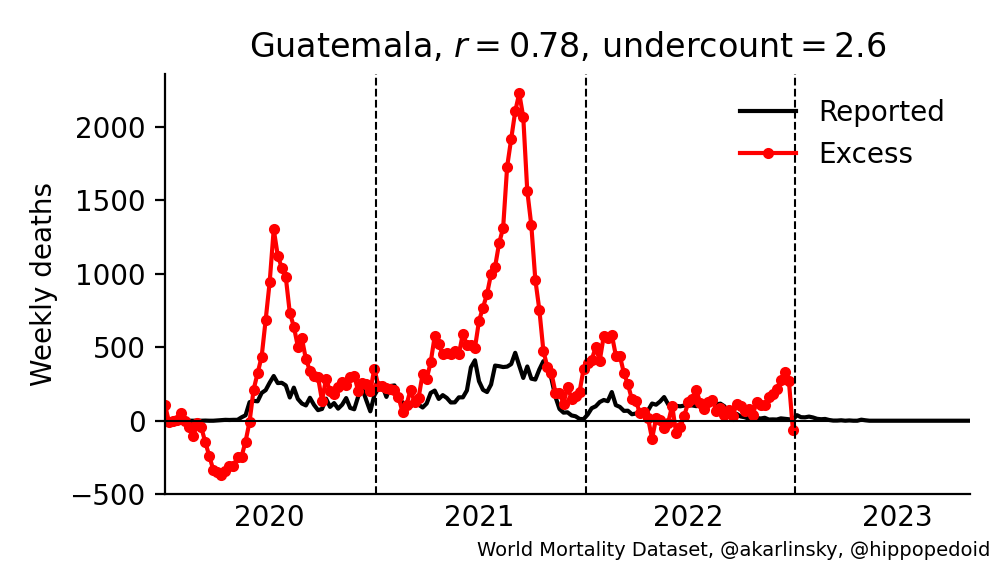 Guatemala, r = 0.78, undercount = 2.6
Reported
Excess
Weekly deaths
2000
1500
1000
500
0
−500
2020 2021 2022 2023
World Mortality Dataset, @akarlinsky, @hippopedoid